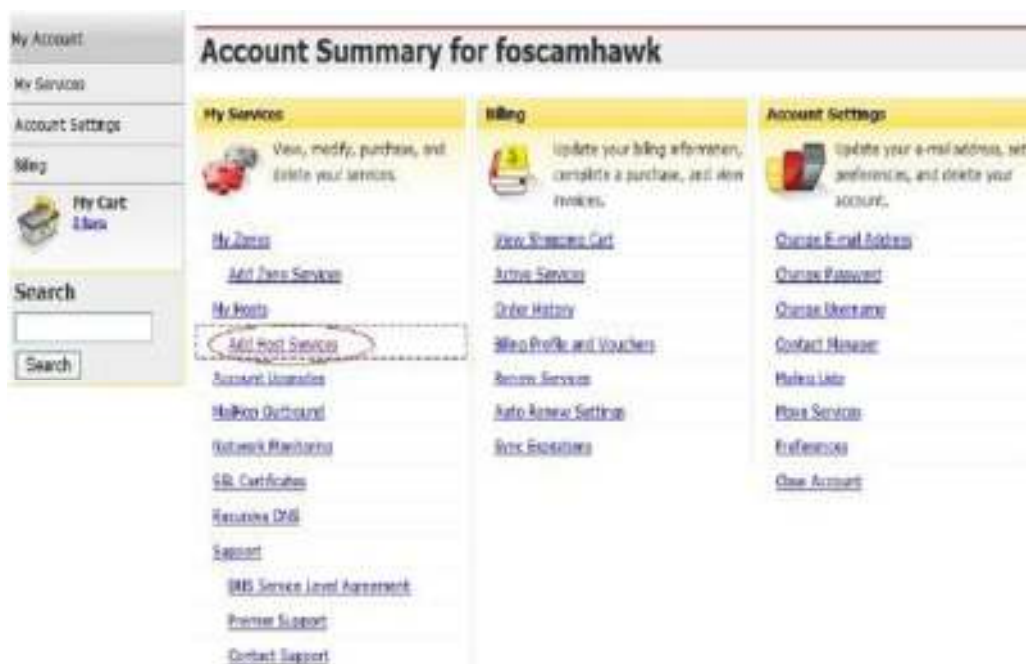 My Account
My Services
Account Settings
Billing
My Cart
Search
Search
Account Summary for foscamhawk
My Services
View, modify, purchase, and
delete your services.
My Zones
Add Zone Services
My Hosts
Add Host Services
Account Upgrades
MailHop Outbound
Network Monitoring
SSL Certificates
Recursive DNS
Support
DNS Service Level Agreement
Premier Support
Contact Support
Billing
Update your billing information,
complete a purchase, and view
invoices.
View Shopping Cart
Active Services
Order History
Billing Profile and Vouchers
Renew Services
Auto Renew Settings
Sync Expirations
Account Settings
Update your e-mail address, set
preferences, and delete your
account.
Change E-mail Address
Change Password
Change Username
Contact Manager
Mailing Lists
Move Services
Preferences
Close Account